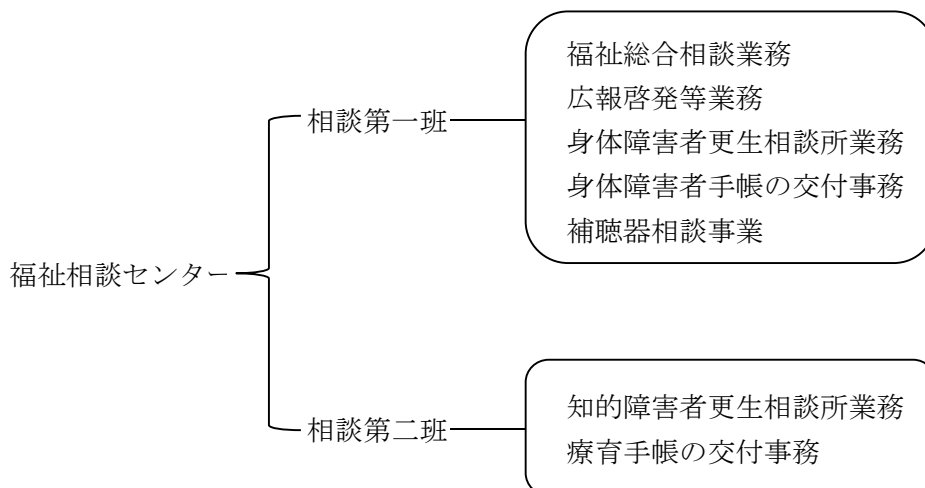 福祉相談センター
相談第一班
福祉総合相談業務
広報啓発等業務
身体障害者更生相談所業務
身体障害者手帳の交付事務
補聴器相談事業
相談第二班
知的障害者更生相談所業務
療育手帳の交付事務